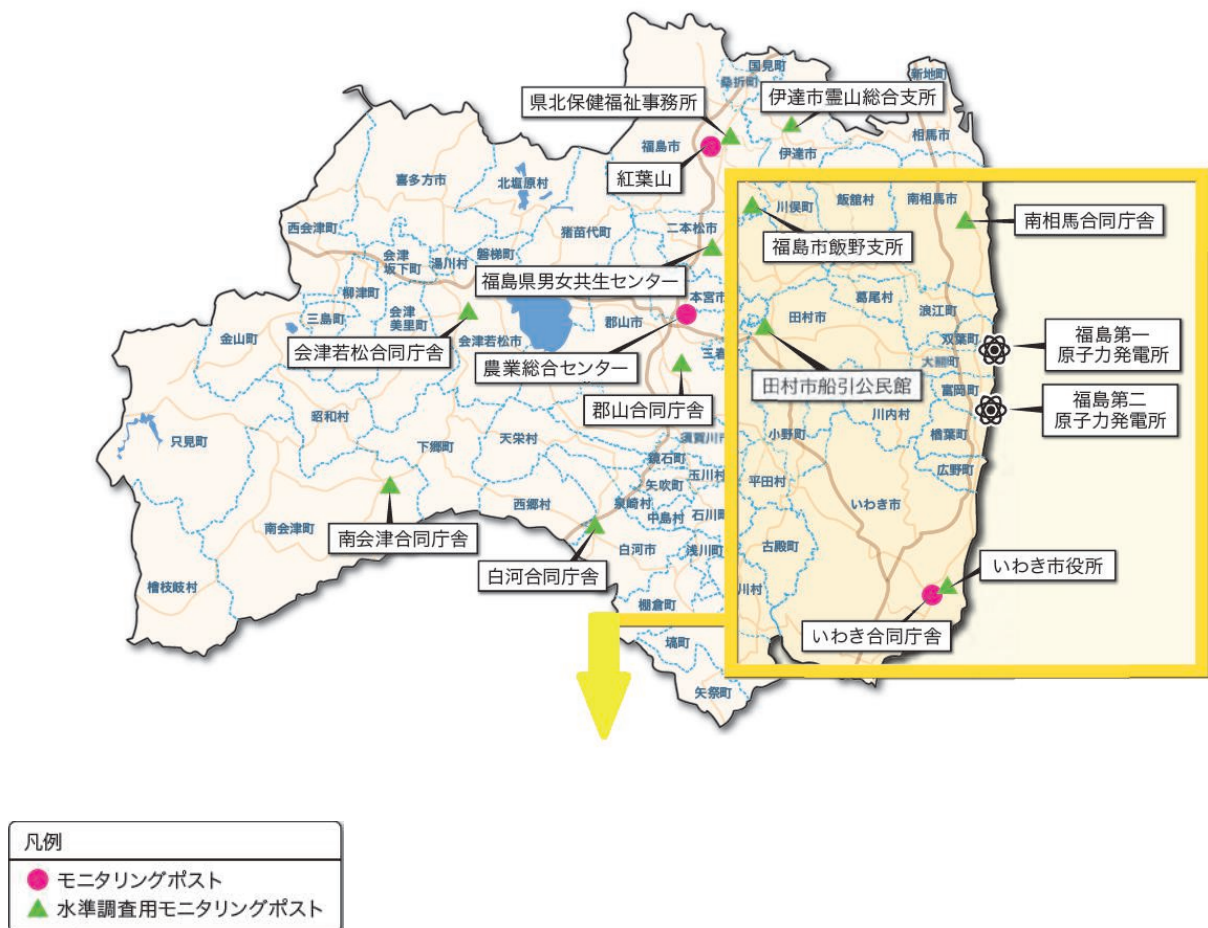 国見町
桑折町
新地町
県北保健福祉事務所
伊達市霊山総合支所
相馬市
福島市
伊達市
紅葉山
喜多方市
北塩原村
川俣町
飯舘村
南相馬市
南相馬合同庁舎
西会津町
猪苗代町
二本松市
福島市飯野支所
会津
坂下町
湯川村
磐梯町
福島県男女共生センター
柳津町
本宮市
葛尾村
浪江町
三島町
会津
美里町
郡山市
田村市
金山町
会津若松市
双葉町
福島第一
原子力発電所
会津若松合同庁舎
農業総合センター
三春
大熊町
田村市船引公民館
富岡町
福島第二
原子力発電所
郡山合同庁舎
昭和村
川内村
只見町
下郷町
天栄村
須賀川市
小野町
楢葉町
鏡石町
広野町
玉川村
矢吹町
平田村
西郷村
泉崎村
いわき市
中島村
石川町
南会津町
南会津合同庁舎
白河市
浅川町
古殿町
白河合同庁舎
いわき市役所
檜枝岐村
川村
棚倉町
いわき合同庁舎
塙町
矢祭町
凡例
モニタリングポスト
水準調査用モニタリングポスト